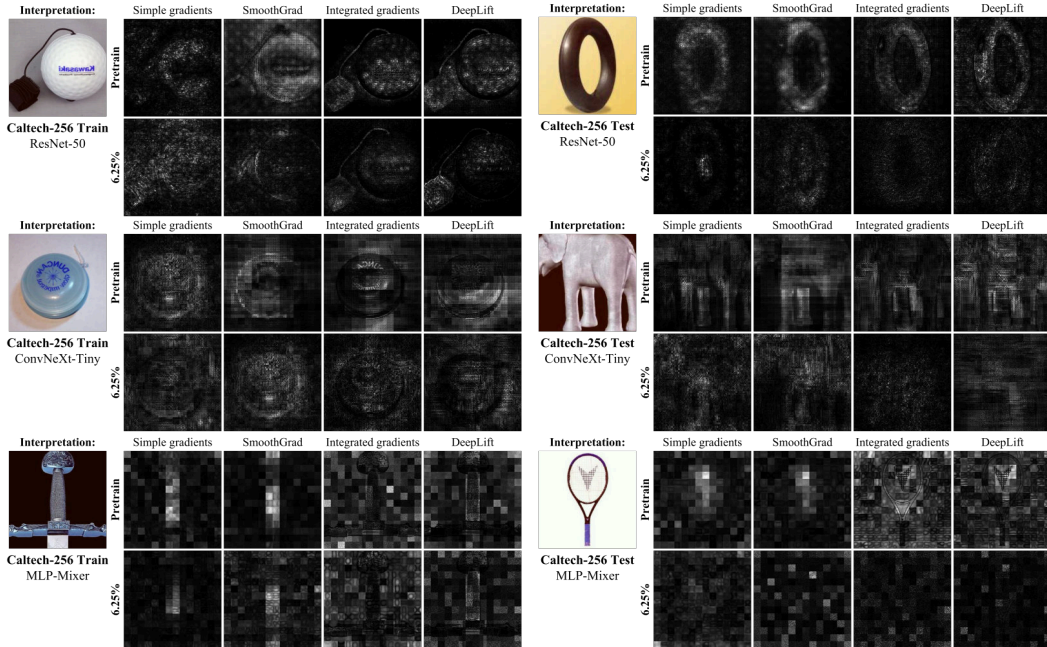 Interpretation: Simple gradients SmoothGrad Integrated gradients DeepLift
Pretrain
Kawasaki
Caltech-256 Train
ResNet-50
6.25%
Interpretation: Simple gradients SmoothGrad Integrated gradients DeepLift
Pretrain
Caltech-256 Test
ResNet-50
6.25%
Interpretation: Simple gradients SmoothGrad Integrated gradients DeepLift
Pretrain
DUNCAN
Caltech-256 Train
ConvNeXt-Tiny
6.25%
Interpretation: Simple gradients SmoothGrad Integrated gradients DeepLift
Pretrain
Caltech-256 Test
ConvNeXt-Tiny
6.25%
Interpretation: Simple gradients SmoothGrad Integrated gradients DeepLift
Pretrain
Caltech-256 Train
MLP-Mixer
6.25%
Interpretation: Simple gradients SmoothGrad Integrated gradients DeepLift
Pretrain
Caltech-256 Test
MLP-Mixer
6.25%